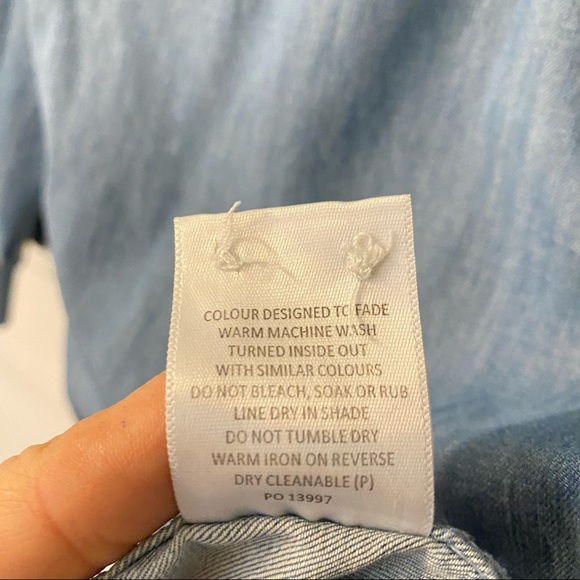 COLOUR DESIGNED TO FADE
WARM MACHINE WASH
TURNED INSIDE OUT
WITH SIMILAR COLOURS
DO NOT BLEACH, SOAK OR RUB
LINE DRY IN SHADE
DO NOT TUMBLE DRY
WARM IRON ON REVERSE
DRY CLEANABLE (P)
PO 13997